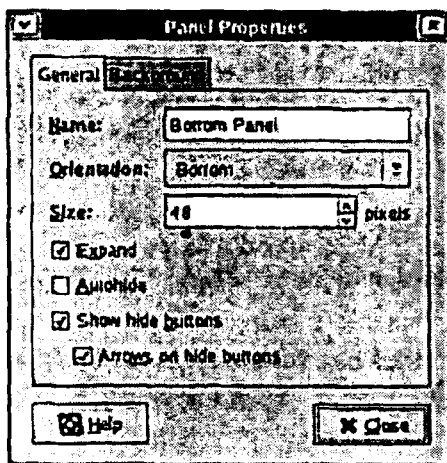 Panel Properties
General Background
Name: Bottom Panel
Orientation: Bottom
Size: 48 pixels
Expand
Autohide
Show hide buttons
Arrows on hide buttons
Help Close